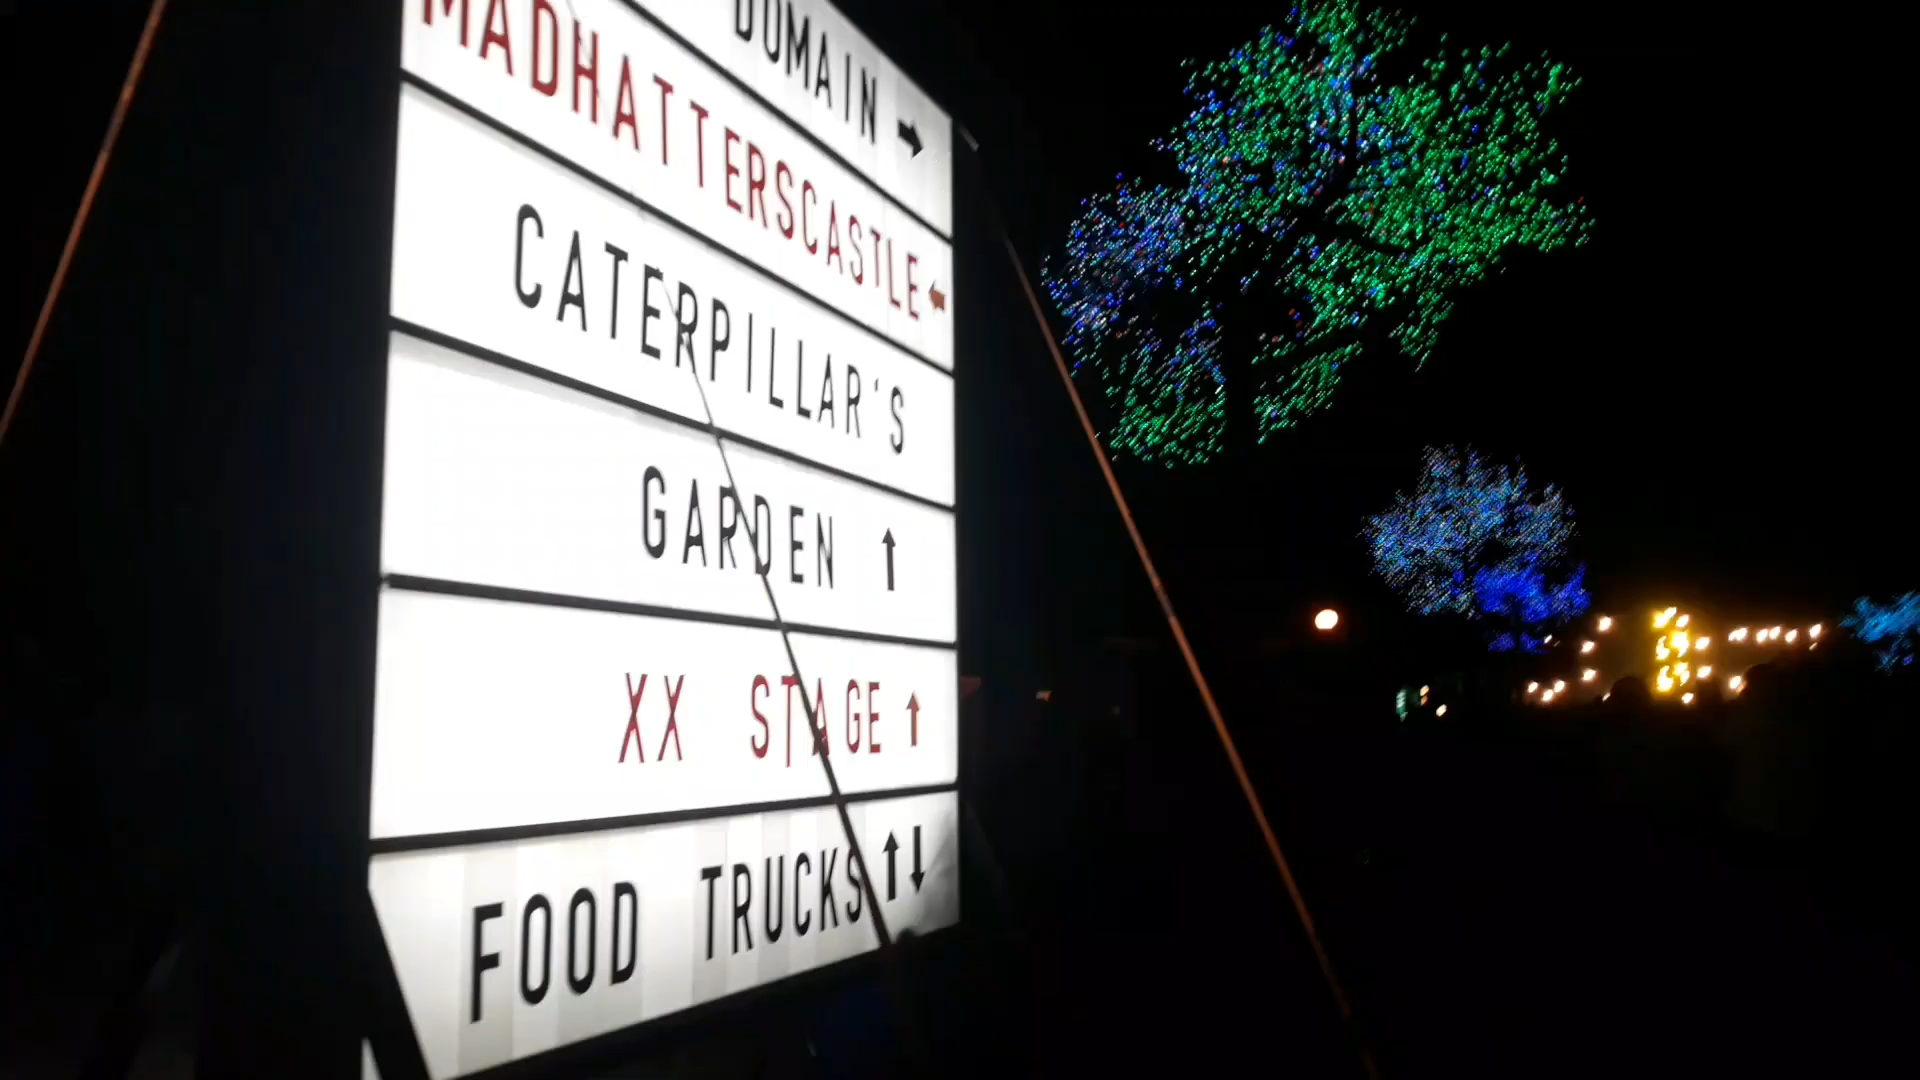 DOMAIN →
MADHATTERSCASTLE ←
CATERPILLAR'S
GARDEN ↑
XX STAGE ↑
FOOD TRUCKS ↑↓